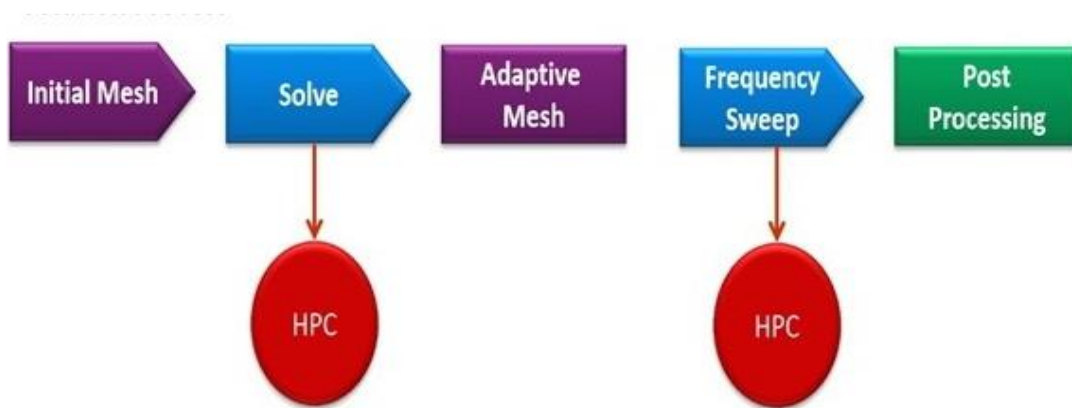 Initial Mesh
Solve
Adaptive
Mesh
Frequency
Sweep
Post
Processing
HPC
HPC